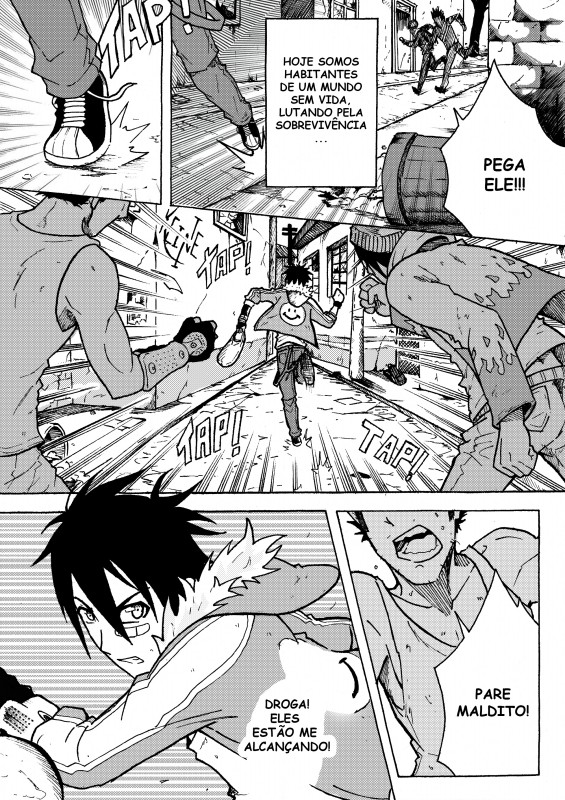 TAP!
HOJE SOMOS
HABITANTES
DE UM MUNDO
SEM VIDA,
LUTANDO PELA
SOBREVIVÊNCIA
...
PEGA
ELE!!!
TAP!
TAP!
TAP!
DROGA!
ELES
ESTÃO ME
ALCANÇANDO!
PARE
MALDITO!